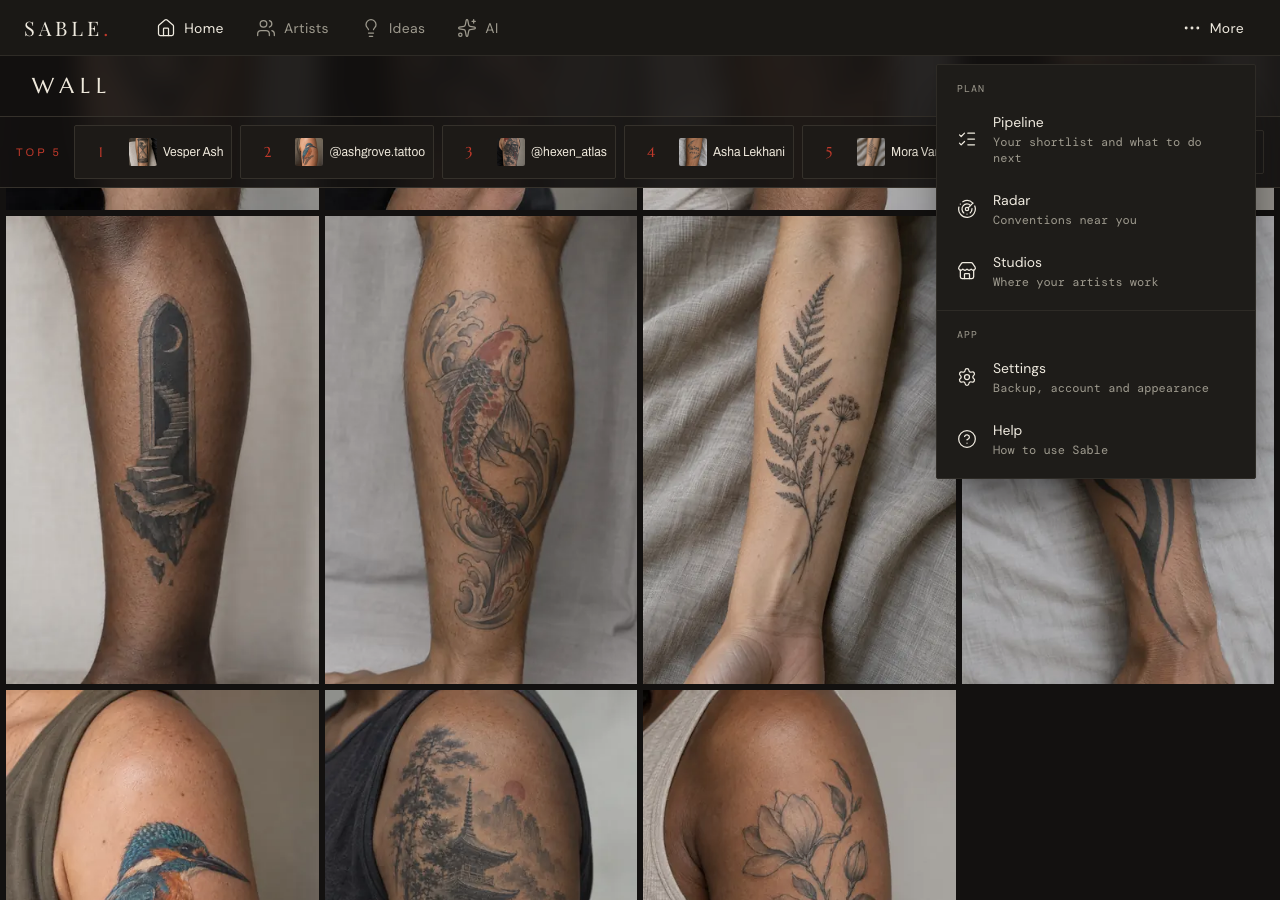 SABLE.
Home
Artists
Ideas
AI
More
WALL
TOP 5
1
Vesper Ash
2
@ashgrove.tattoo
3
@hexen_atlas
4
Asha Lekhani
5
Mora
PLAN
Pipeline
Your shortlist and what to do
next
Radar
Conventions near you
Studios
Where your artists work
APP
Settings
Backup, account and appearance
Help
How to use Sable